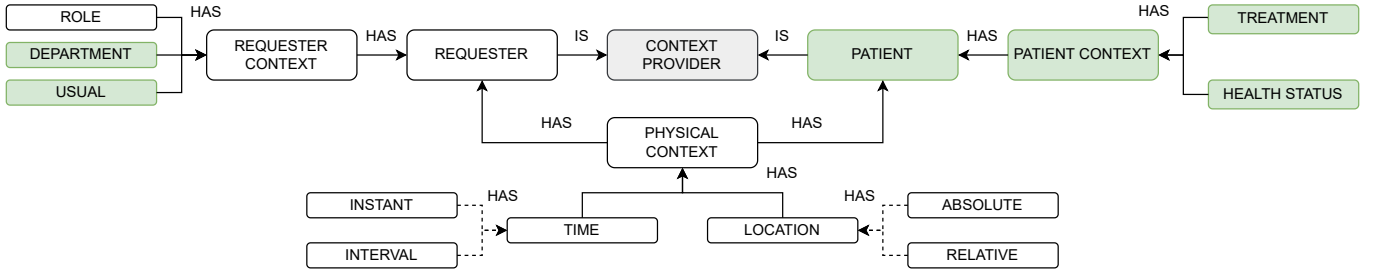 ROLE
HAS
DEPARTMENT
USUAL
REQUESTER
CONTEXT
HAS
REQUESTER
IS
CONTEXT
PROVIDER
IS
PATIENT
HAS
PATIENT CONTEXT
HAS
TREATMENT
HEALTH STATUS
HAS
PHYSICAL
CONTEXT
HAS
HAS
INSTANT
HAS
INTERVAL
TIME
LOCATION
HAS
ABSOLUTE
RELATIVE